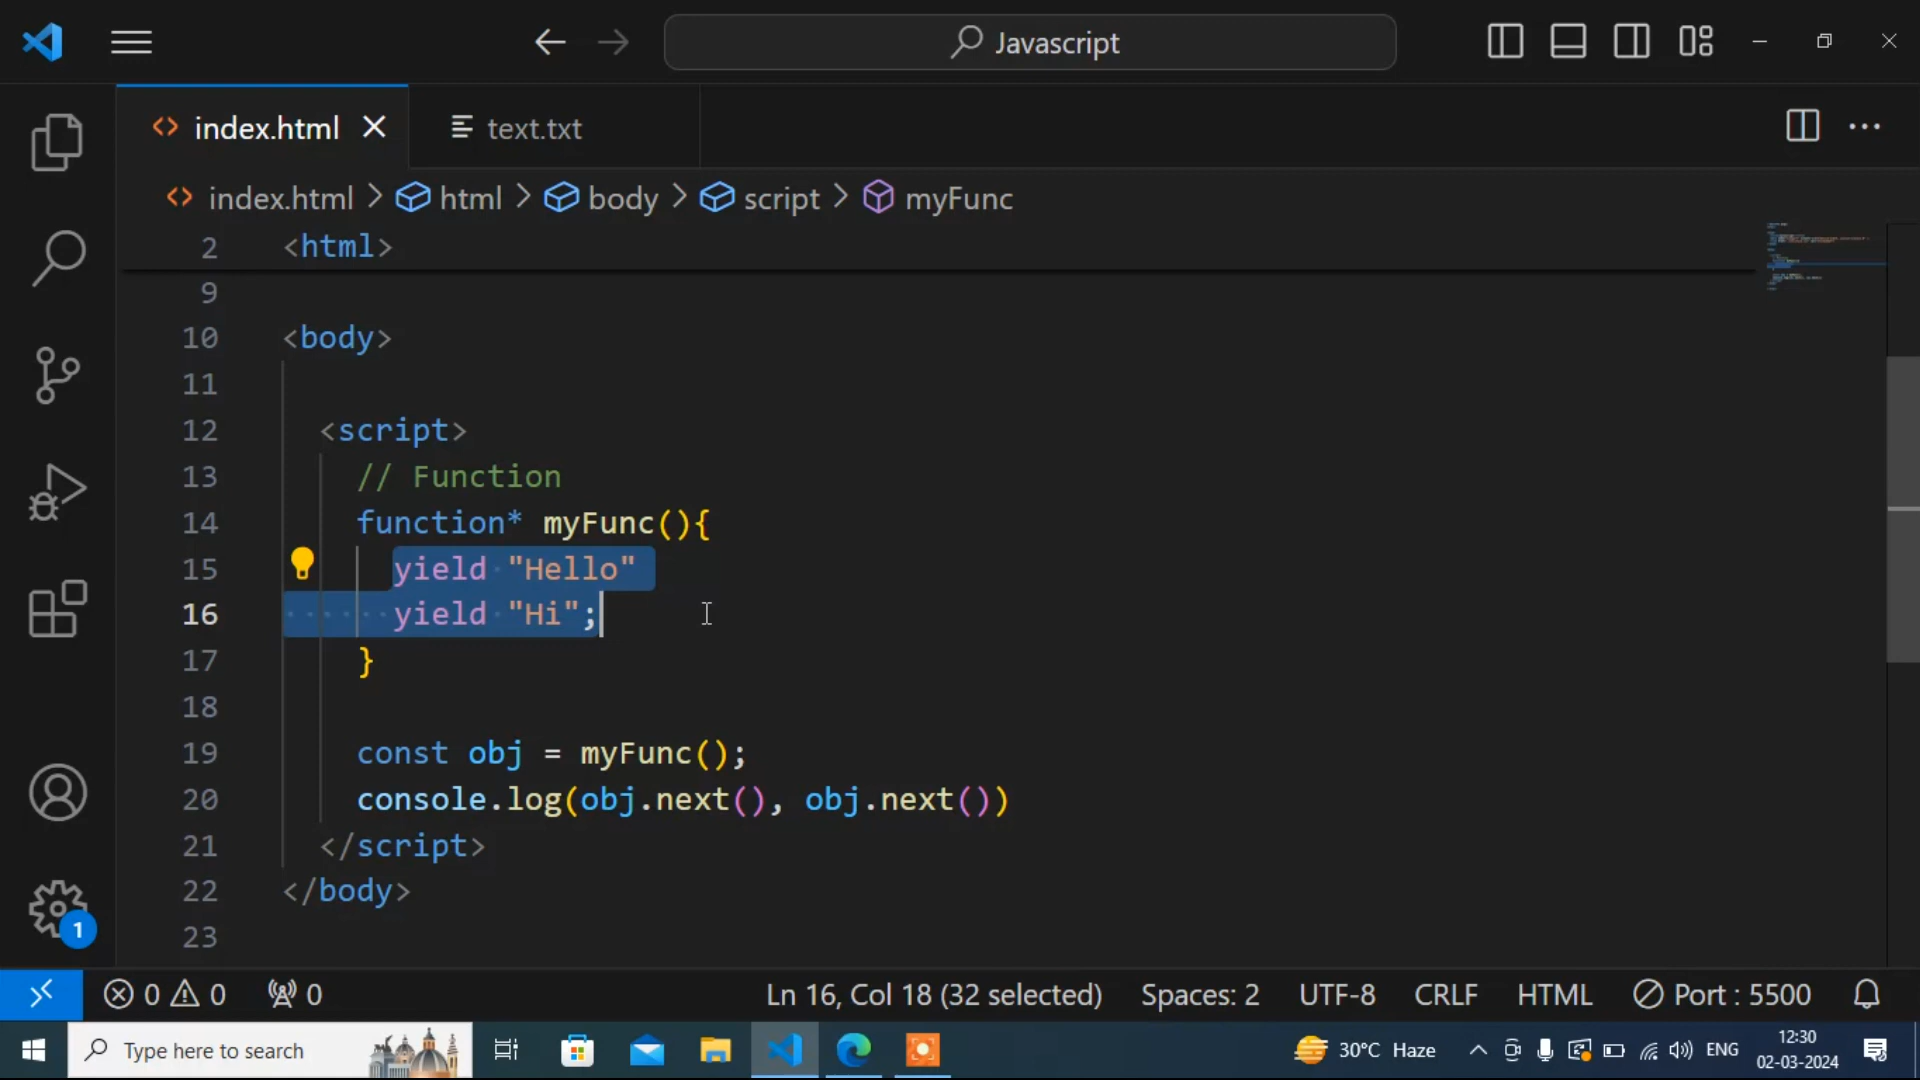 Javascript
index.html
text.txt
index.html > html > body > script > myFunc
2 <html>
9
10 <body>
11
12 <script>
13 // Function
14 function* myFunc(){
15 yield "Hello"
16 yield "Hi";
17 }
18
19 const obj = myFunc();
20 console.log(obj.next(), obj.next())
21 </script>
22 </body>
23
1
0 0 0 Ln 16, Col 18 (32 selected) Spaces: 2 UTF-8 CRLF HTML Port : 5500
Type here to search 30°C Haze ENG 12:30
02-03-2024